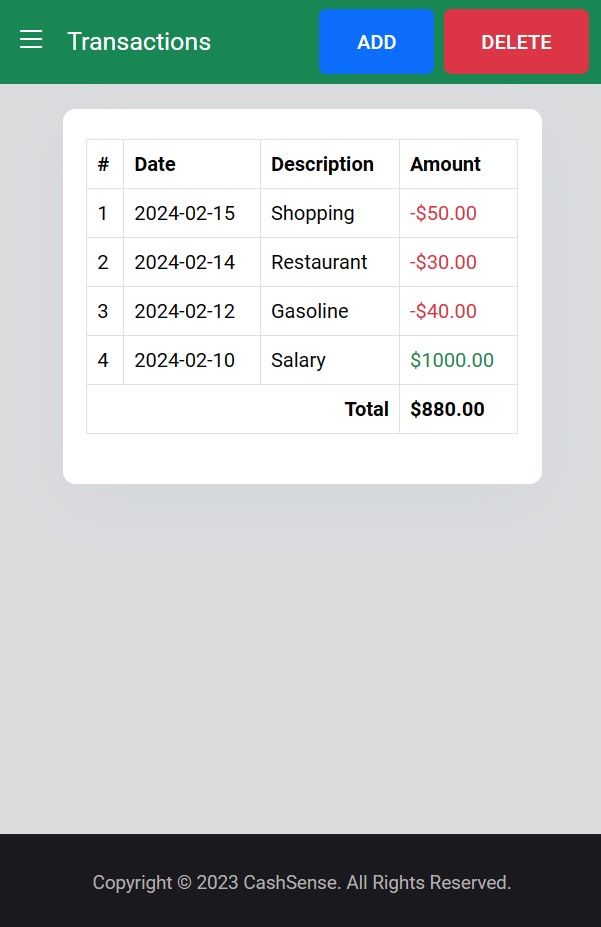 Transactions ADD DELETE
# Date Description Amount
1 2024-02-15 Shopping -$50.00
2 2024-02-14 Restaurant -$30.00
3 2024-02-12 Gasoline -$40.00
4 2024-02-10 Salary $1000.00
Total $880.00
Copyright © 2023 CashSense. All Rights Reserved.